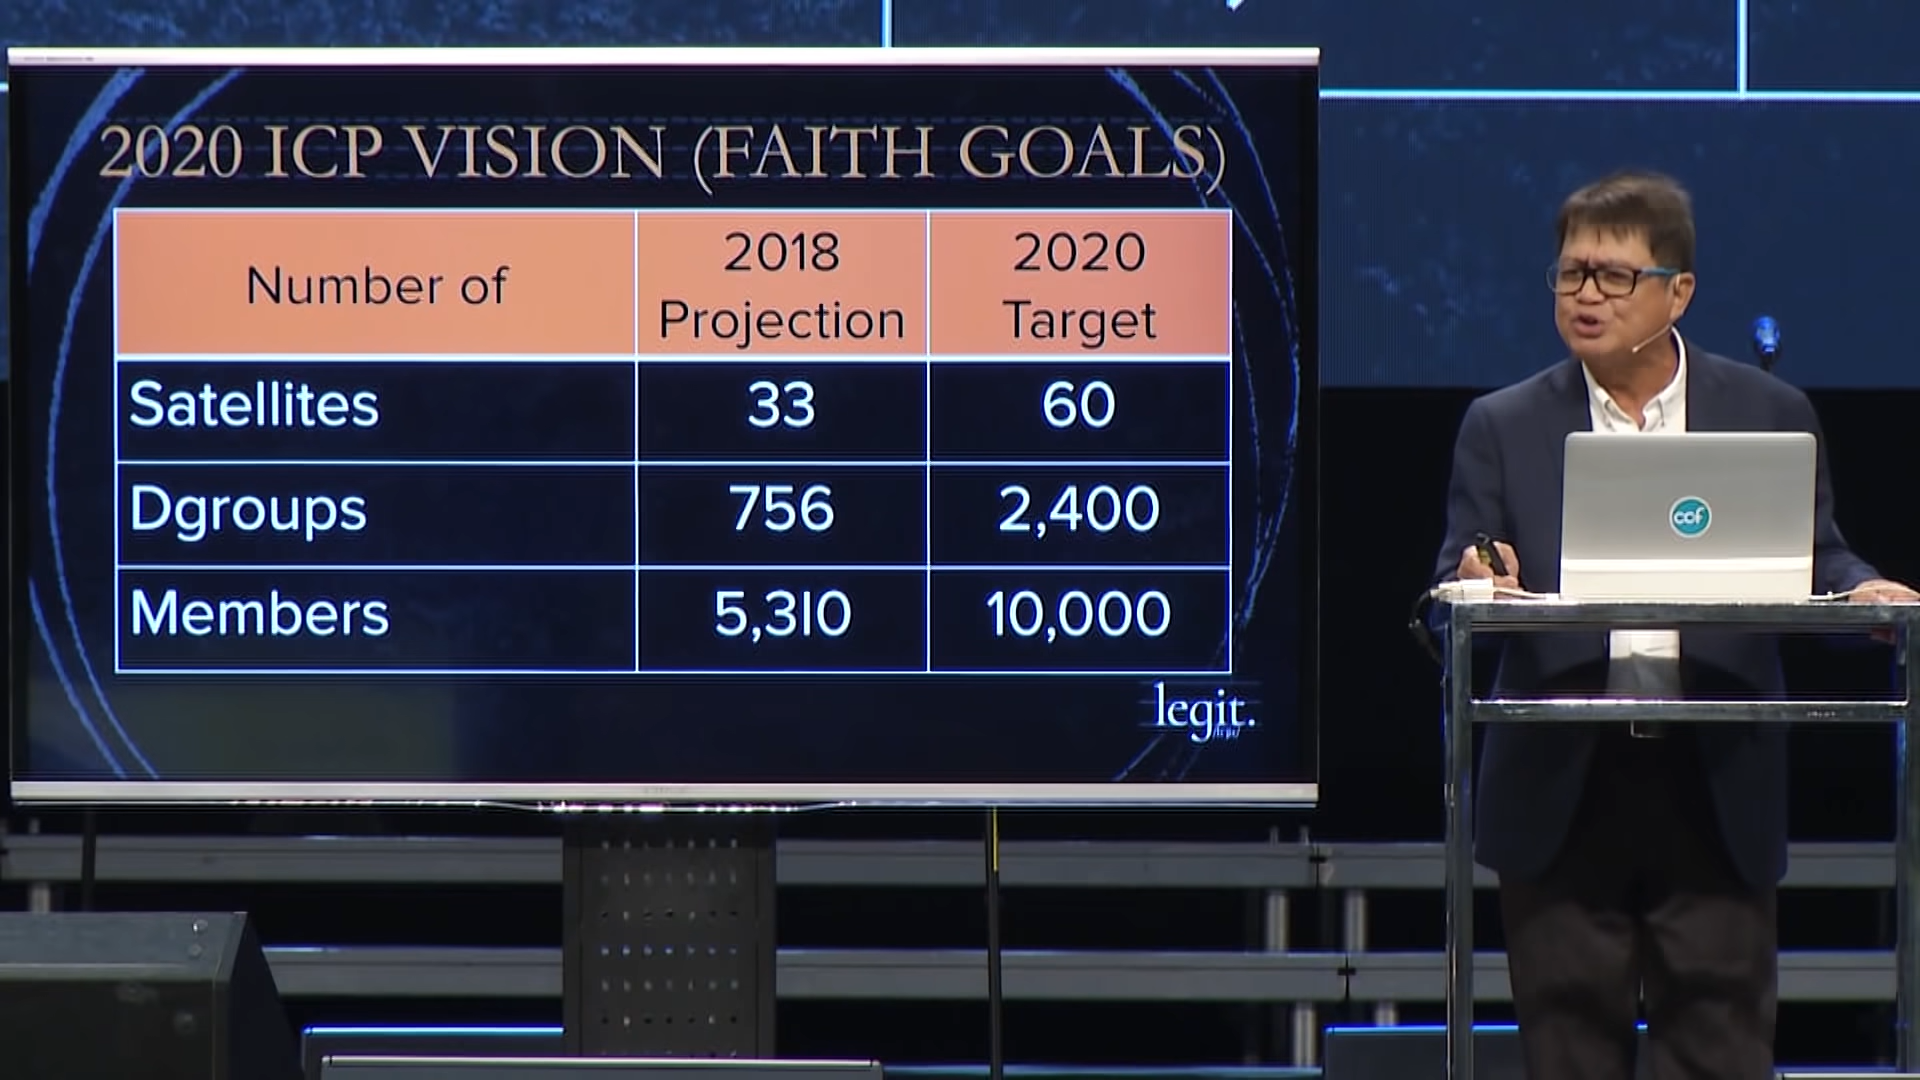 2020 ICP VISION (FAITH GOALS)
Number of
2018
Projection
2020
Target
Satellites 33 60
Dgroups 756 2,400
Members 5,310 10,000
legit.
ccf